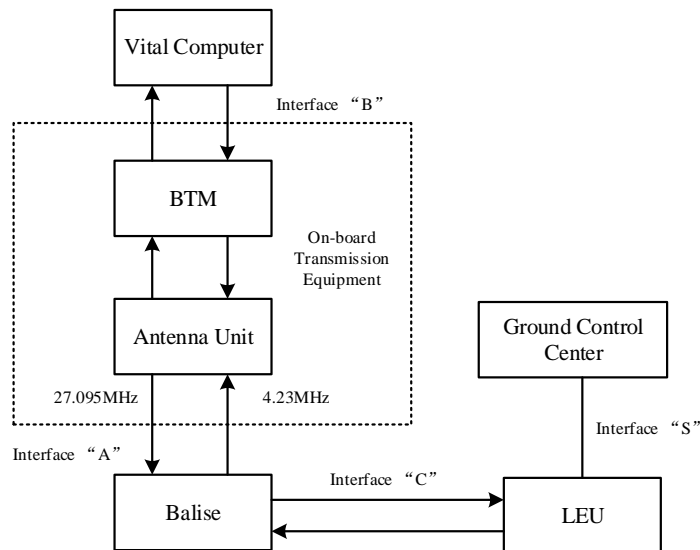 Vital Computer
Interface “B”
BTM
On-board
Transmission
Equipment
Antenna Unit
Ground Control
Center
27.095MHz
4.23MHz
Interface “S”
Interface “A”
Interface “C”
Balise
LEU